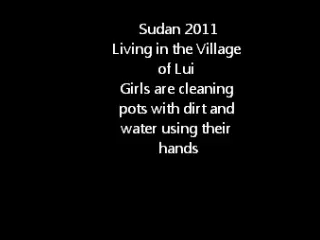 Sudan 2011
Living in the Village
of Lui
Girls are cleaning
pots with dirt and
water using their
hands